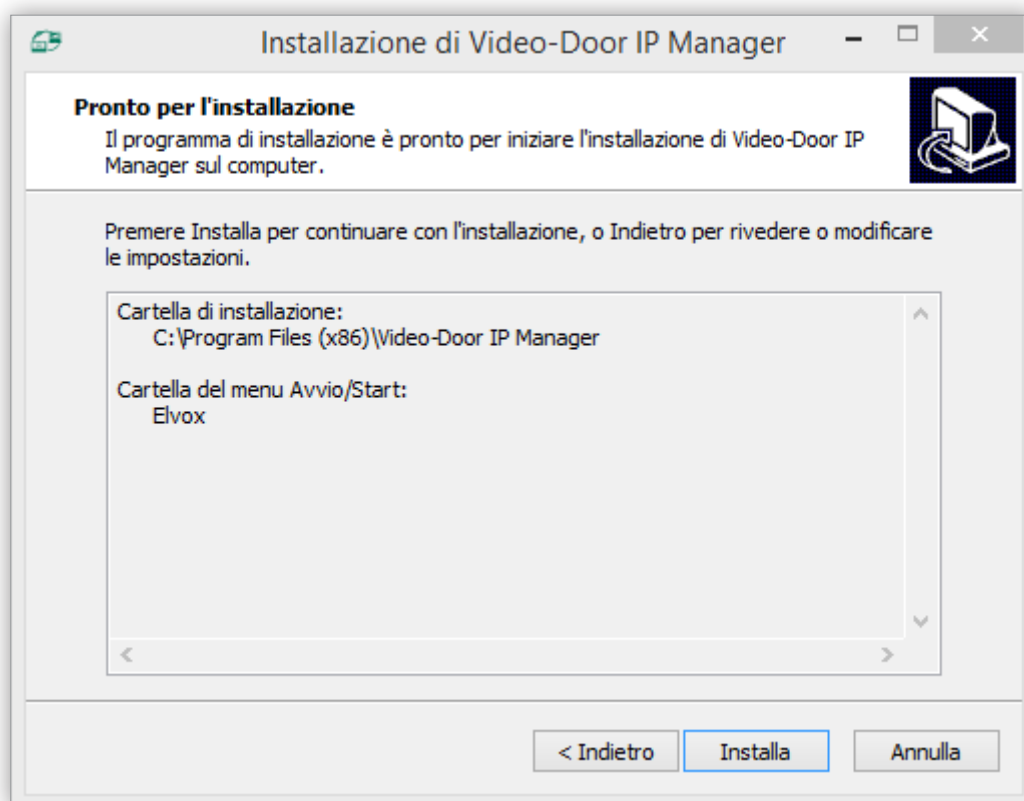 Installazione di Video-Door IP Manager
Pronto per l'installazione
Il programma di installazione è pronto per iniziare l'installazione di Video-Door IP
Manager sul computer.
Premere Installa per continuare con l'installazione, o Indietro per rivedere o modificare
le impostazioni.
Cartella di installazione:
C:\Program Files (x86)\Video-Door IP Manager
Cartella del menu Avvio/Start:
Elvox
< Indietro
Installa
Annulla